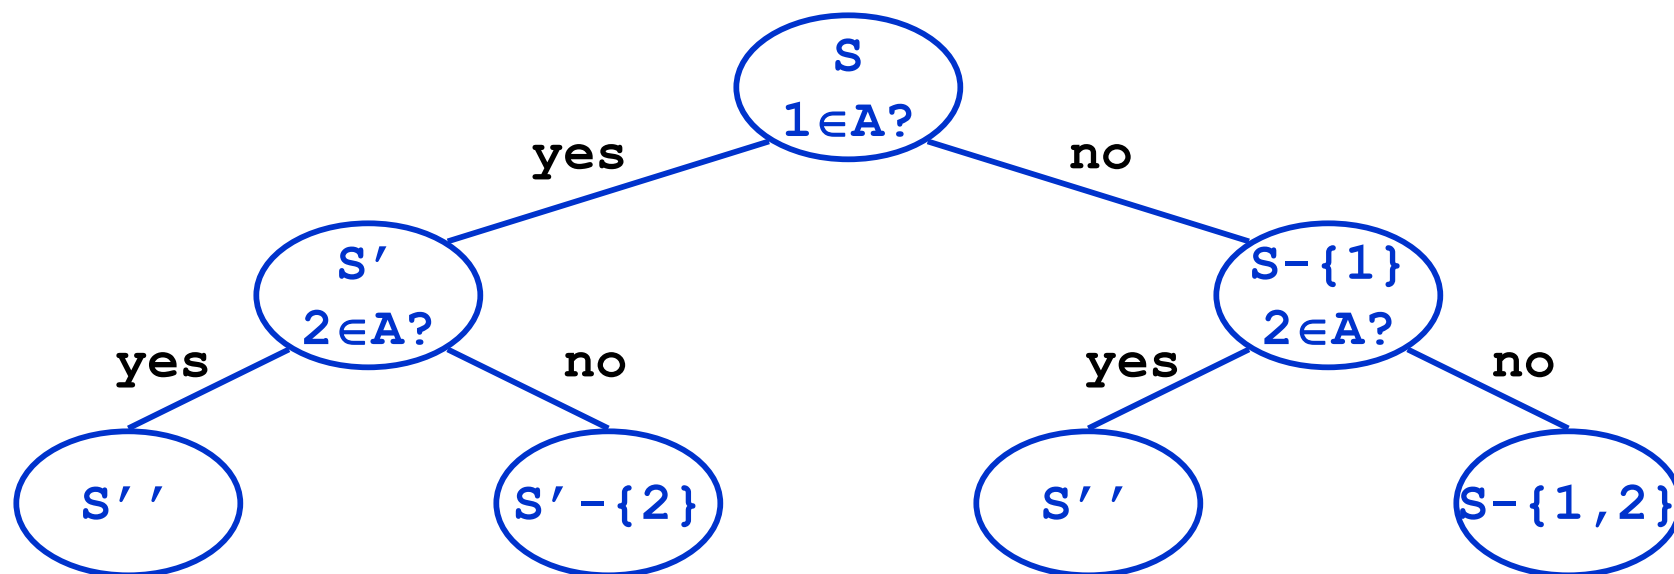 S
1∈A?
yes
no
S'
2∈A?
S-{1}
2∈A?
yes
no
yes
no
S''
S'-{2}
S''
S-{1,2}